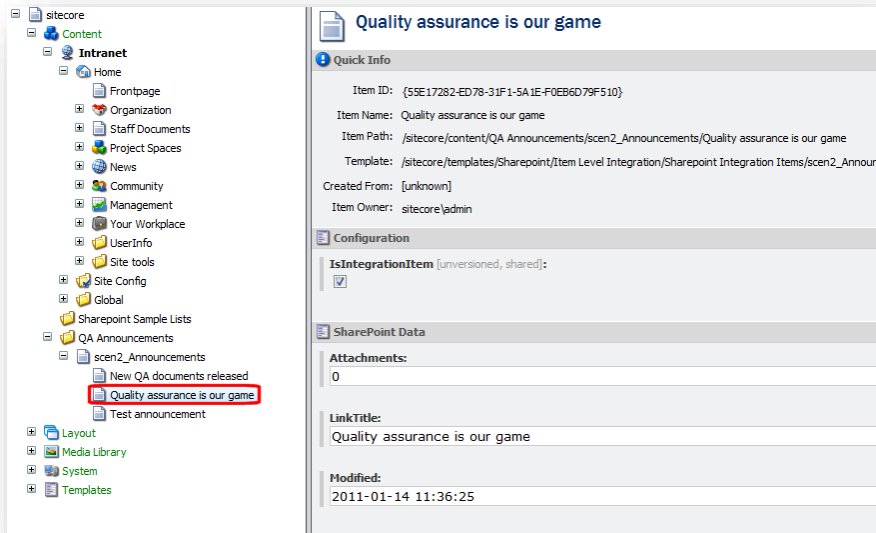 sitecore
Content
Intranet
Home
Frontpage
Organization
Staff Documents
Project Spaces
News
Community
Management
Your Workplace
UserInfo
Site tools
Site Config
Global
Sharepoint Sample Lists
QA Announcements
scen2_Announcements
New QA documents released
Quality assurance is our game
Test announcement
Layout
Media Library
System
Templates
Quality assurance is our game
Quick Info
Item ID: {55E17282-ED78-31F1-5A1E-F0EB6D79F510}
Item Name: Quality assurance is our game
Item Path: /sitecore/content/QA Announcements/scen2_Announcements/Quality assurance is our game
Template: /sitecore/templates/Sharepoint/Item Level Integration/Sharepoint Integration Items/scen2_Annour
Created From: [unknown]
Item Owner: sitecore\admin
Configuration
IsIntegrationItem [unversioned, shared]:
SharePoint Data
Attachments:
0
LinkTitle:
Quality assurance is our game
Modified:
2011-01-14 11:36:25